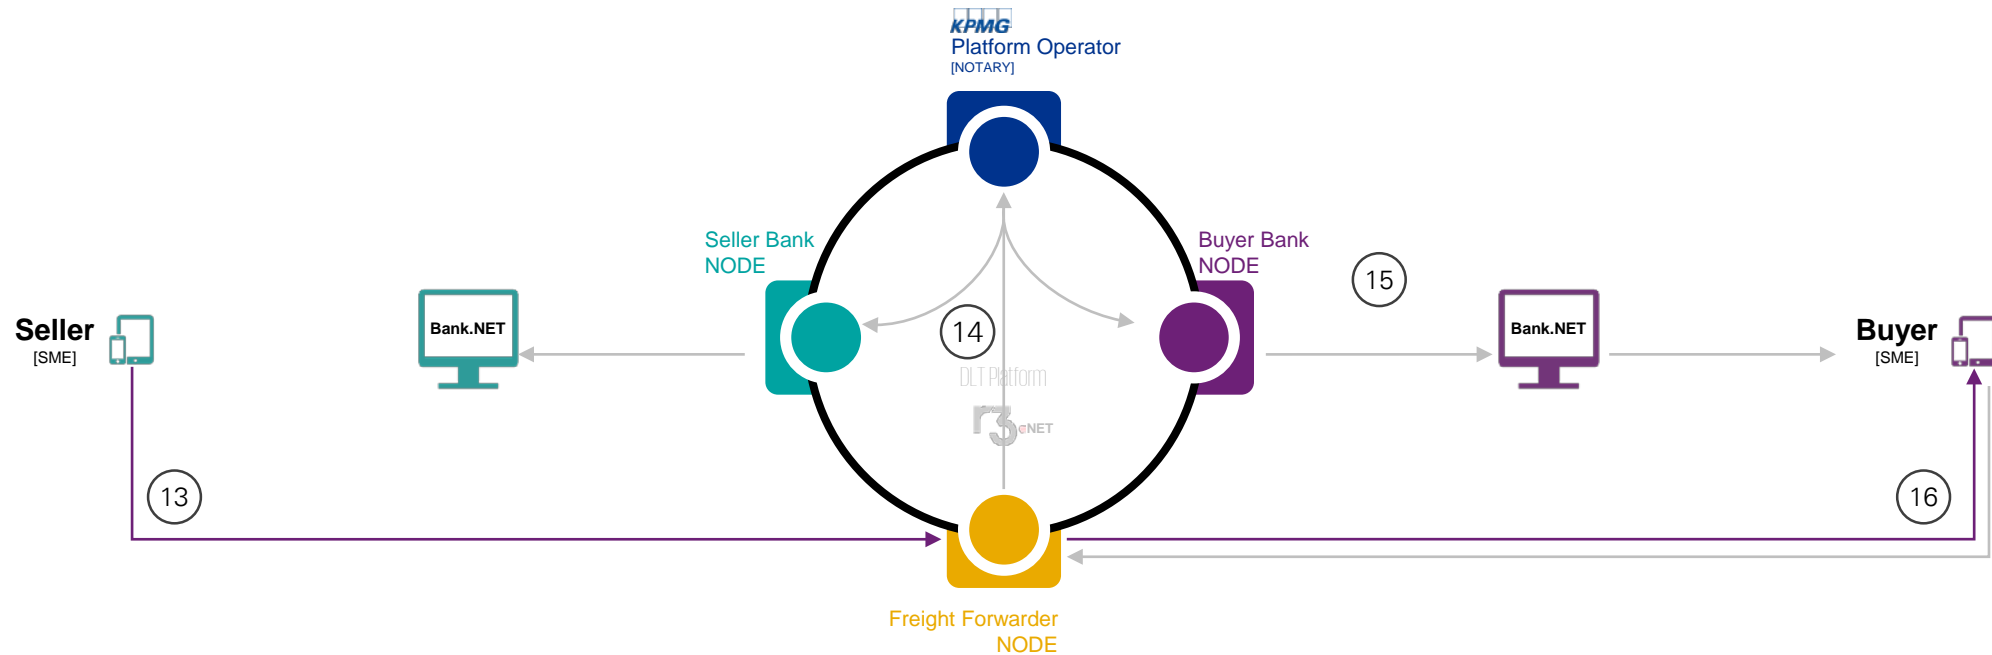 KPMG
Platform Operator
[NOTARY]
Seller Bank
NODE
Buyer Bank
NODE
15
Seller
[SME]
Bank.NET
14
Bank.NET
Buyer
[SME]
DLT Platform
r3
.NET
13
16
Freight Forwarder
NODE